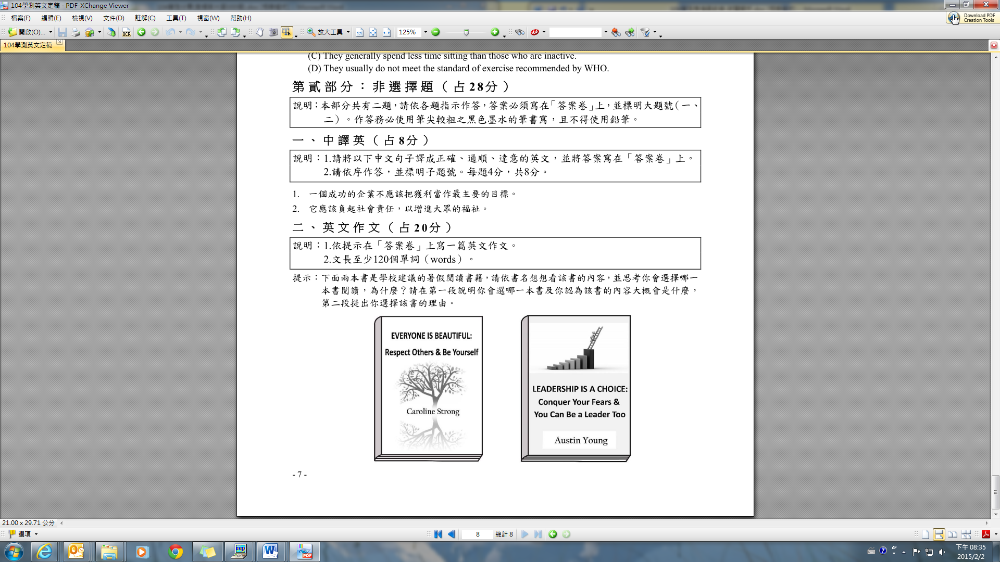 104學測英文定稿 - PDF-XChange Viewer
檔案(F) 編輯(E) 檢視(V) 文件(D) 註解(C) 工具(T) 視窗(W) 幫助(H)
Download PDF
Creation Tools
開啟(O)... OCR 放大工具 1:1 125% Ask
104學測英文定稿
(C) They generally spend less time sitting than those who are inactive.
(D) They usually do not meet the standard of exercise recommended by WHO.
第貳部分：非選擇題（占28分）
說明：本部分共有二題，請依各題指示作答，答案必須寫在「答案卷」上，並標明大題號（一、
二）。作答務必使用筆尖較粗之黑色墨水的筆書寫，且不得使用鉛筆。
一、中譯英（占8分）
說明：1.請將以下中文句子譯成正確、通順、達意的英文，並將答案寫在「答案卷」上。
2.請依序作答，並標明子題號。每題4分，共8分。
1. 一個成功的企業不應該把獲利當作最主要的目標。
2. 它應該負起社會責任，以增進大眾的福祉。
二、英文作文（占20分）
說明：1.依提示在「答案卷」上寫一篇英文作文。
2.文長至少120個單詞（words）。
提示：下面兩本書是學校建議的暑假閱讀書籍，請依書名想想看該書的內容，並思考你會選擇哪一
本書閱讀，為什麼？請在第一段說明你會選哪一本書及你認為該書的內容大概會是什麼，
第二段提出你選擇該書的理由。
EVERYONE IS BEAUTIFUL:
Respect Others & Be Yourself
Caroline Strong
LEADERSHIP IS A CHOICE:
Conquer Your Fears &
You Can Be a Leader Too
Austin Young
- 7 -
21.00 x 29.71 公分
選項 8 總計 8
eep PDF
下午 08:35
2015/2/2